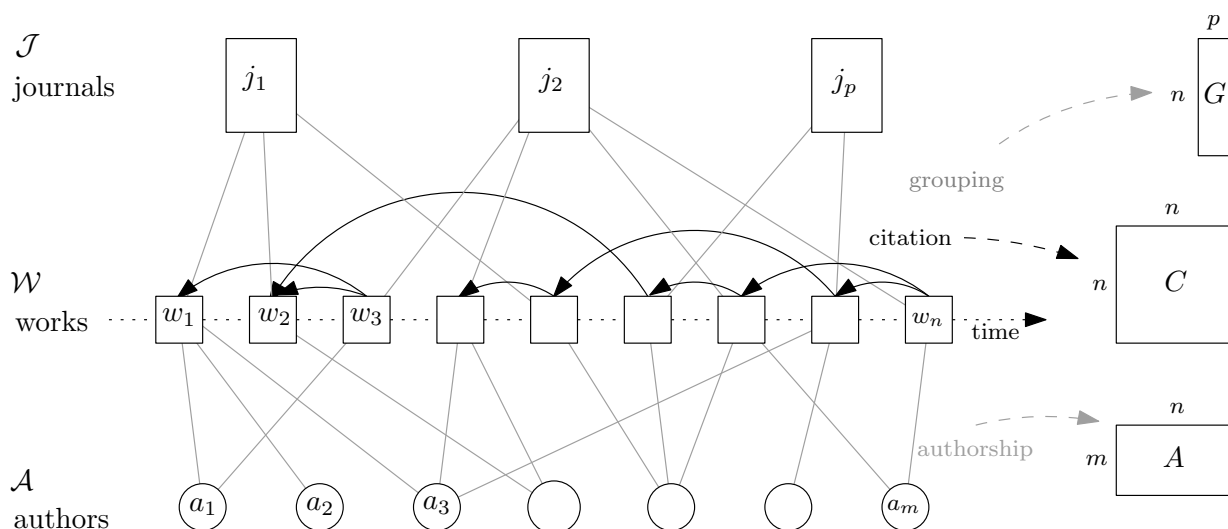 p
𝒥
journals
j₁
j₂
jₚ
n
G
grouping
n
citation
𝒲
works
w₁
w₂
w₃
wₙ
time
n
C
n
authorship
m
A
𝒜
authors
a₁
a₂
a₃
aₘ